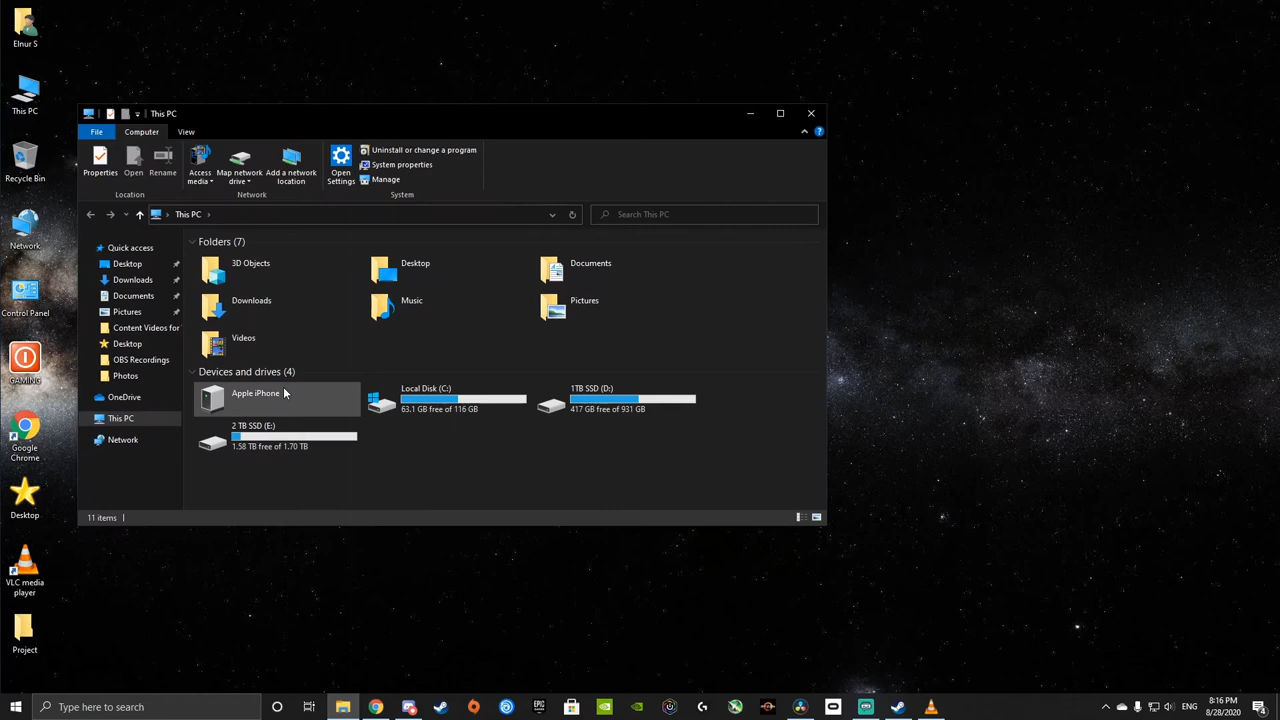 Elnur S
This PC
Recycle Bin
Network
Control Panel
GAMING
Google
Chrome
Desktop
VLC media
player
Project
This PC
File
Computer
View
Properties
Open
Rename
Access
media
Map network
drive
Add a network
location
Open
Settings
Uninstall or change a program
System properties
Manage
Location
Network
System
This PC
Search This PC
Quick access
Desktop
Downloads
Documents
Pictures
Content Videos for
Desktop
OBS Recordings
Photos
OneDrive
This PC
Network
Folders (7)
3D Objects
Desktop
Documents
Downloads
Music
Pictures
Videos
Devices and drives (4)
Apple iPhone
Local Disk (C:)
63.1 GB free of 116 GB
1TB SSD (D:)
417 GB free of 931 GB
2 TB SSD (E:)
1.58 TB free of 1.70 TB
11 items
Type here to search
EPIC
GAMES
ENG
8:16 PM
8/28/2020
4